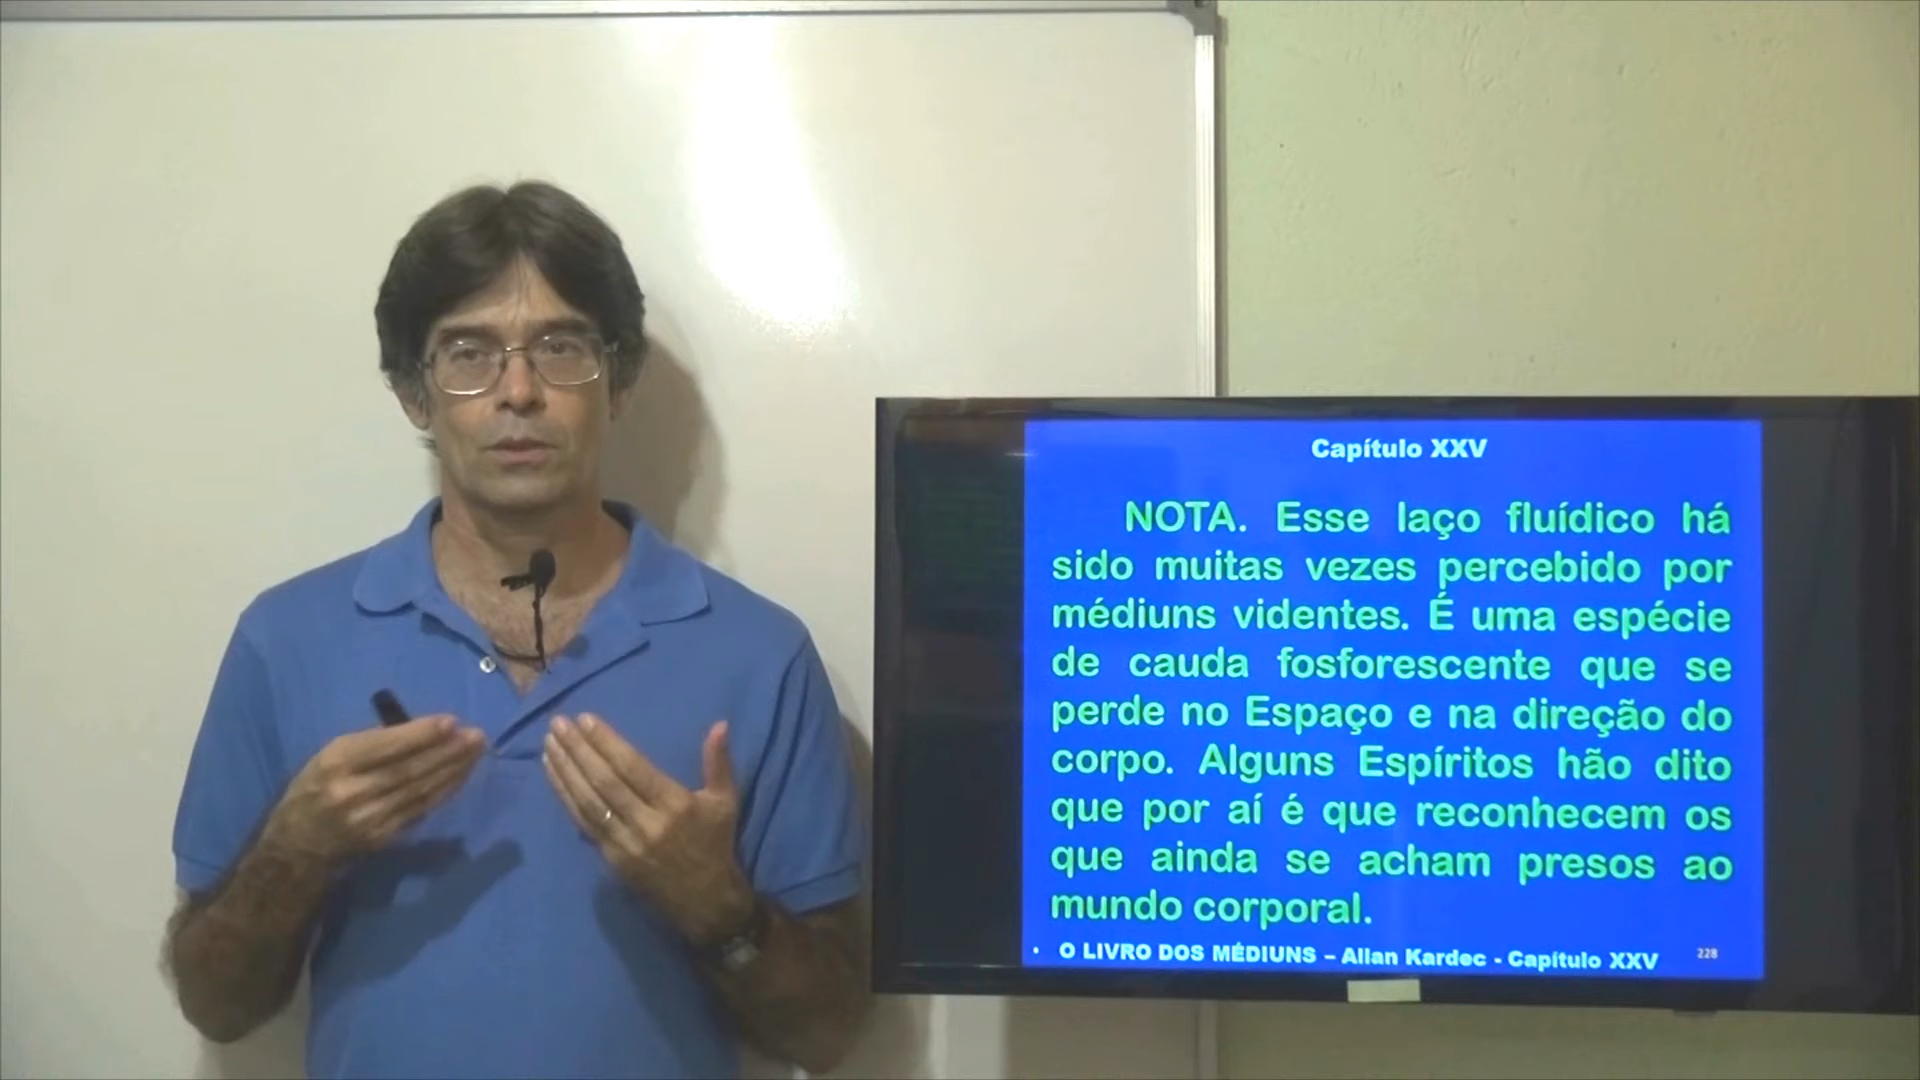 Capítulo XXV
NOTA. Esse laço fluídico há
sido muitas vezes percebido por
médiuns videntes. É uma espécie
de cauda fosforescente que se
perde no Espaço e na direção do
corpo. Alguns Espíritos hão dito
que por aí é que reconhecem os
que ainda se acham presos ao
mundo corporal.
• O LIVRO DOS MÉDIUNS – Allan Kardec - Capítulo XXV 228